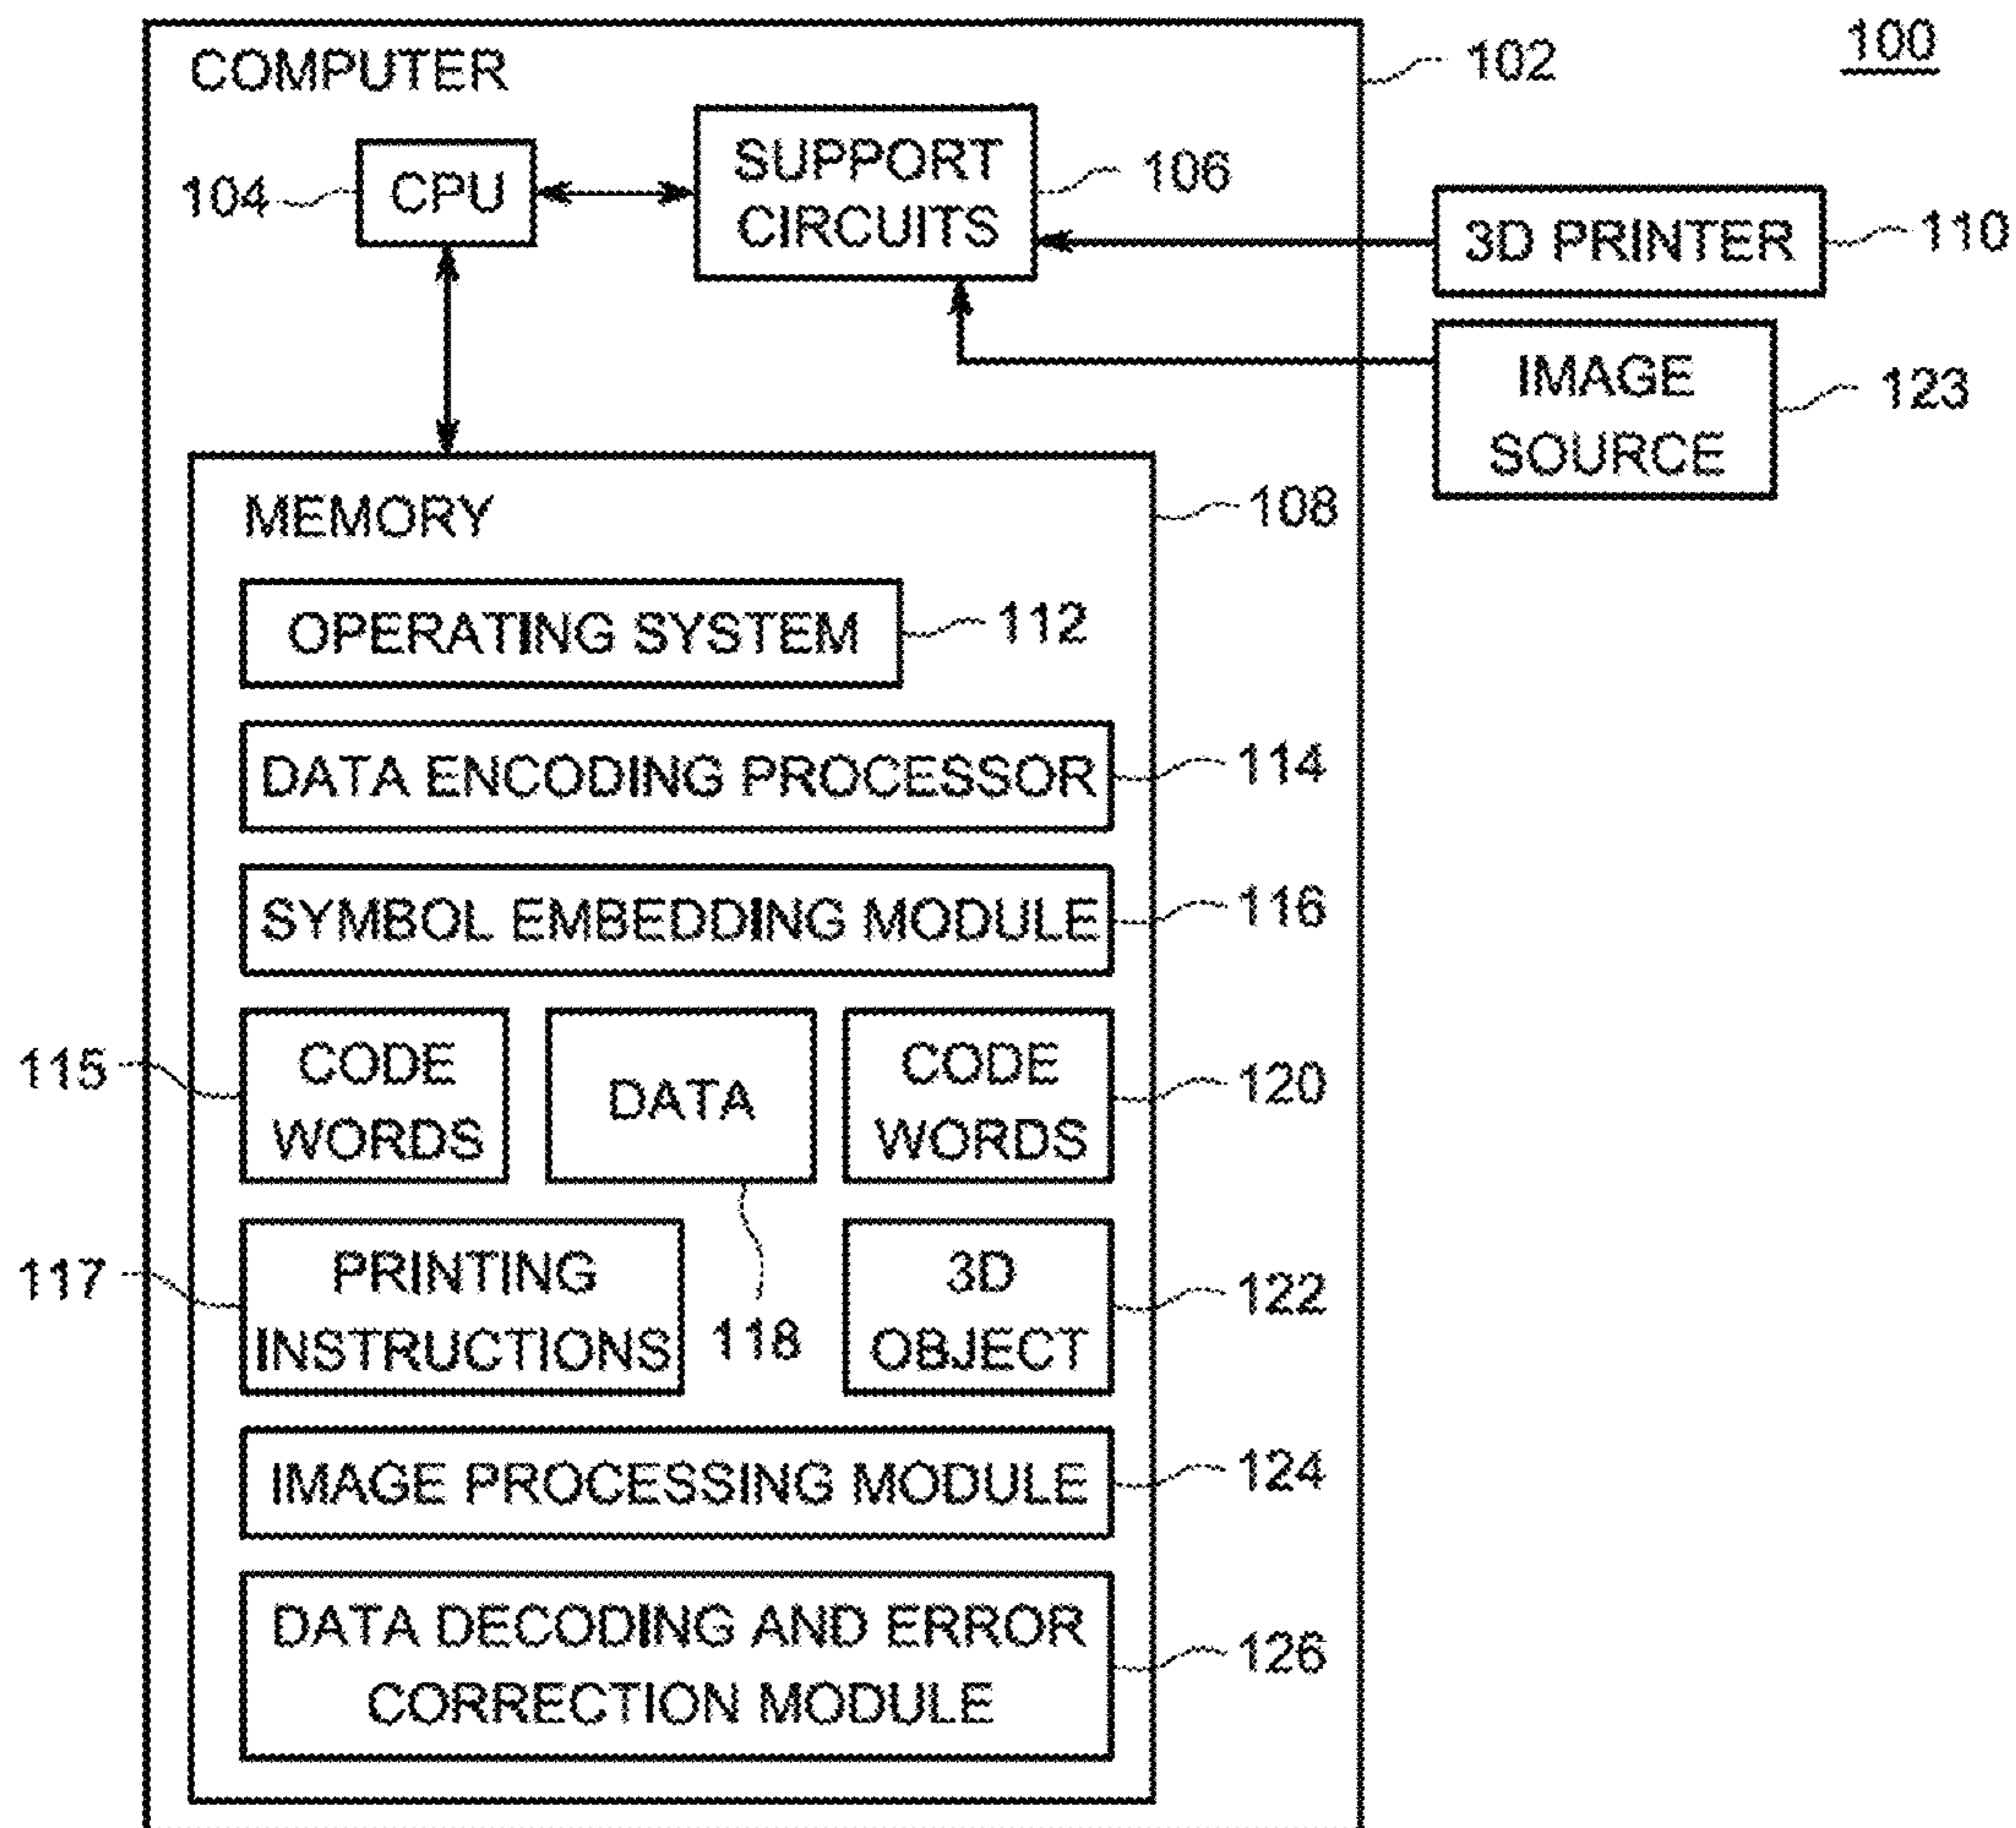 100
COMPUTER
102
CPU
104
SUPPORT
CIRCUITS
106
3D PRINTER
110
IMAGE
SOURCE
123
MEMORY
108
OPERATING SYSTEM
112
DATA ENCODING PROCESSOR
114
SYMBOL EMBEDDING MODULE
116
115
CODE
WORDS
DATA
118
CODE
WORDS
120
117
PRINTING
INSTRUCTIONS
3D
OBJECT
122
IMAGE PROCESSING MODULE
124
DATA DECODING AND ERROR
CORRECTION MODULE
126